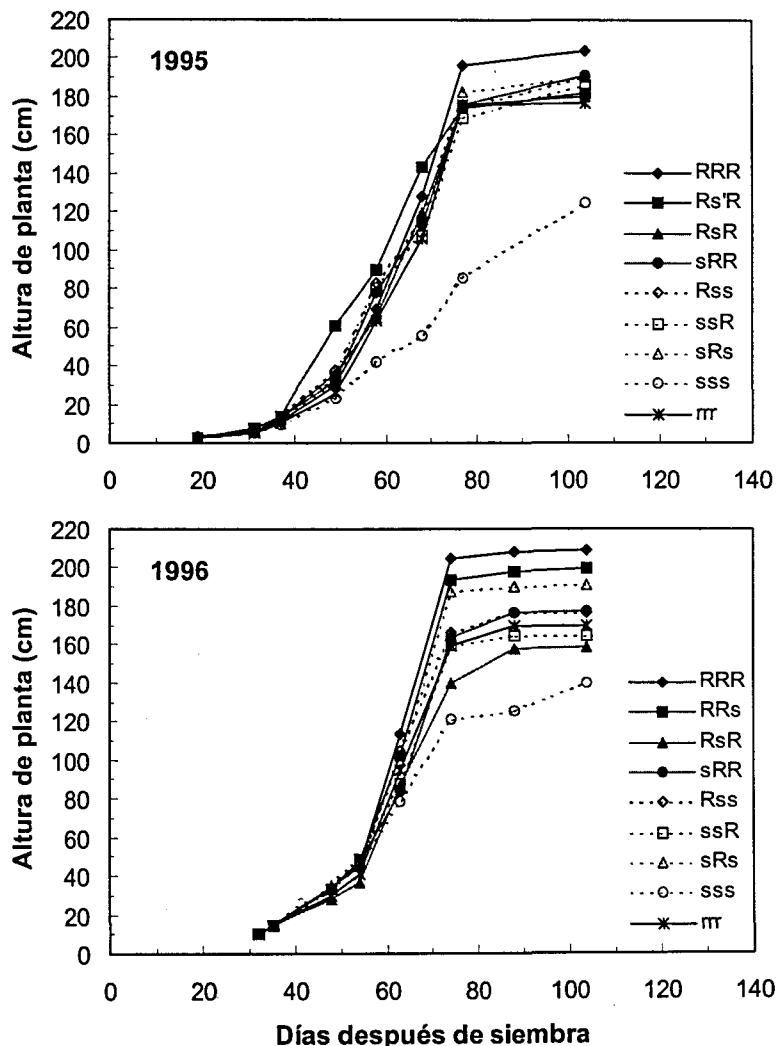 220
200
180
160
140
120
100
80
60
40
20
0
Altura de planta (cm)
1995
RRR
Rs'R
RsR
sRR
Rss
ssR
sRs
sss
rrr
0 20 40 60 80 100 120 140
220
200
180
160
140
120
100
80
60
40
20
0
Altura de planta (cm)
1996
RRR
RRs
RsR
sRR
Rss
ssR
sRs
sss
rrr
0 20 40 60 80 100 120 140
Días después de siembra